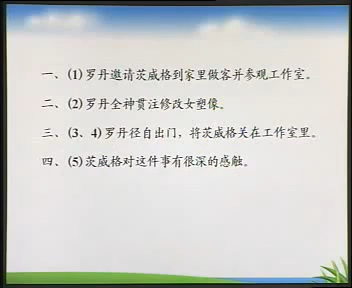 一、(1)罗丹邀请茨威格到家里做客并参观工作室。
二、(2)罗丹全神贯注修改女塑像。
三、(3、4)罗丹径自出门，将茨威格关在工作室里。
四、(5)茨威格对这件事有很深的感触。